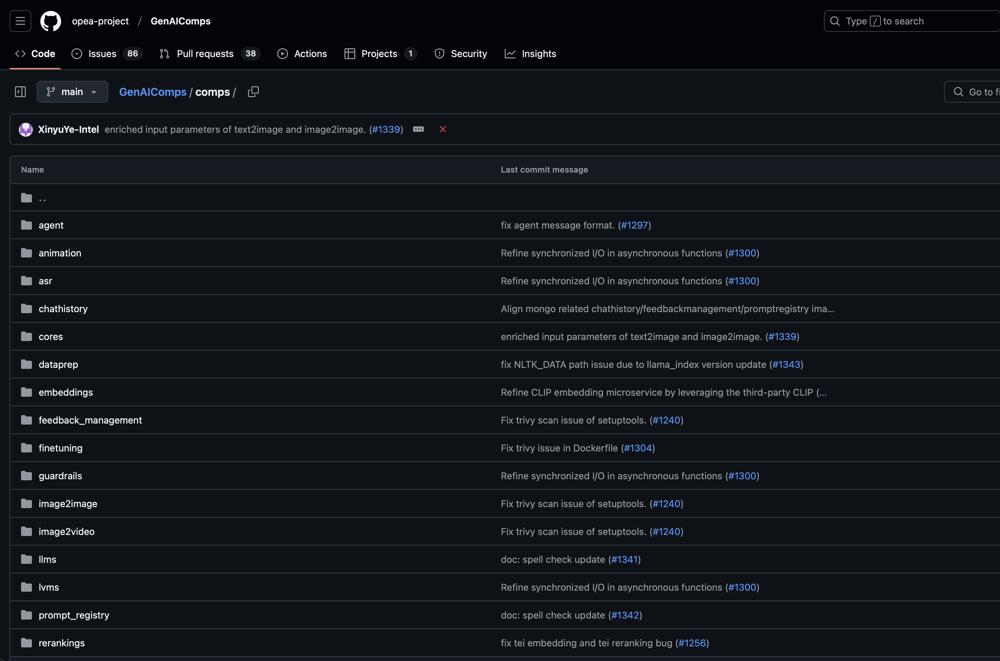 opea-project / GenAIComps
Type / to search
Code Issues 86 Pull requests 38 Actions Projects 1 Security Insights
main GenAIComps / comps / Go to fi
XinyuYe-Intel enriched input parameters of text2image and image2image. (#1339)
Name Last commit message
..
agent fix agent message format. (#1297)
animation Refine synchronized I/O in asynchronous functions (#1300)
asr Refine synchronized I/O in asynchronous functions (#1300)
chathistory Align mongo related chathistory/feedbackmanagement/promptregistry ima...
cores enriched input parameters of text2image and image2image. (#1339)
dataprep fix NLTK_DATA path issue due to llama_index version update (#1343)
embeddings Refine CLIP embedding microservice by leveraging the third-party CLIP (...
feedback_management Fix trivy scan issue of setuptools. (#1240)
finetuning Fix trivy issue in Dockerfile (#1304)
guardrails Refine synchronized I/O in asynchronous functions (#1300)
image2image Fix trivy scan issue of setuptools. (#1240)
image2video Fix trivy scan issue of setuptools. (#1240)
llms doc: spell check update (#1341)
lvms Refine synchronized I/O in asynchronous functions (#1300)
prompt_registry doc: spell check update (#1342)
rerankings fix tei embedding and tei reranking bug (#1256)